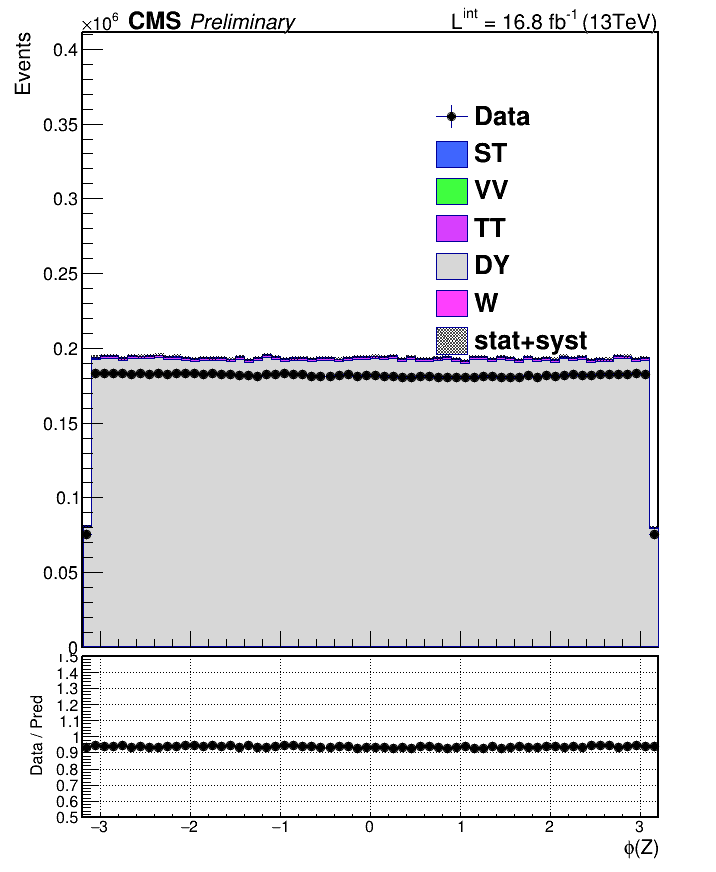 ×10⁶ CMS Preliminary L^int = 16.8 fb⁻¹ (13TeV)
Events
0.4
0.35
0.3
0.25
0.2
0.15
0.1
0.05
0
Data
ST
VV
TT
DY
W
stat+syst
Data / Pred
1.5
1.4
1.3
1.2
1.1
1
0.9
0.8
0.7
0.6
0.5
−3 −2 −1 0 1 2 3
ϕ(Z)